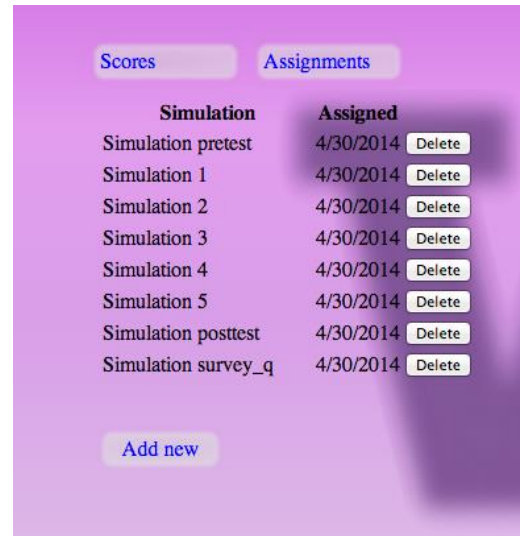 Scores Assignments
Simulation Assigned
Simulation pretest 4/30/2014 Delete
Simulation 1 4/30/2014 Delete
Simulation 2 4/30/2014 Delete
Simulation 3 4/30/2014 Delete
Simulation 4 4/30/2014 Delete
Simulation 5 4/30/2014 Delete
Simulation posttest 4/30/2014 Delete
Simulation survey_q 4/30/2014 Delete
Add new